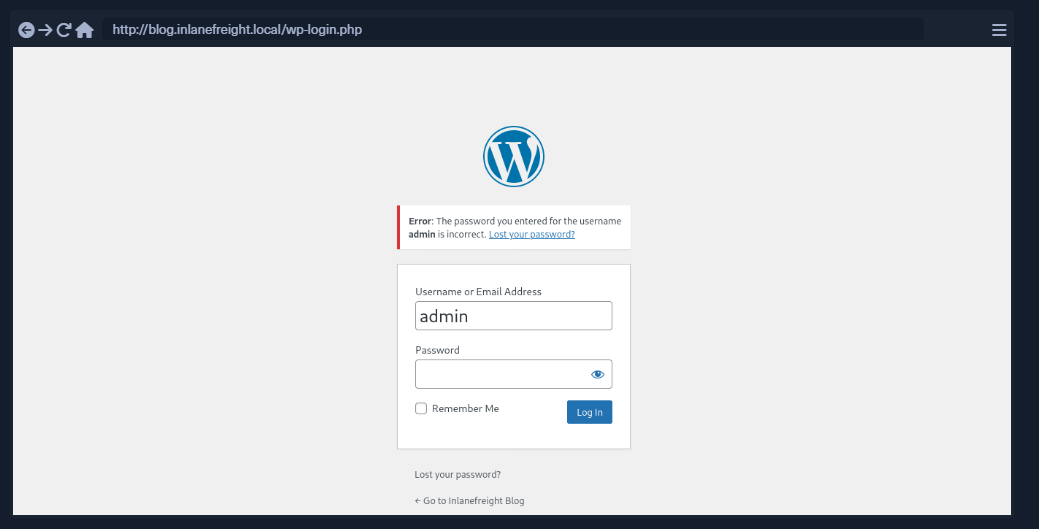 http://blog.inlanefreight.local/wp-login.php
Error: The password you entered for the username
admin is incorrect. Lost your password?
Username or Email Address
admin
Password
Remember Me
Log In
Lost your password?
← Go to Inlanefreight Blog